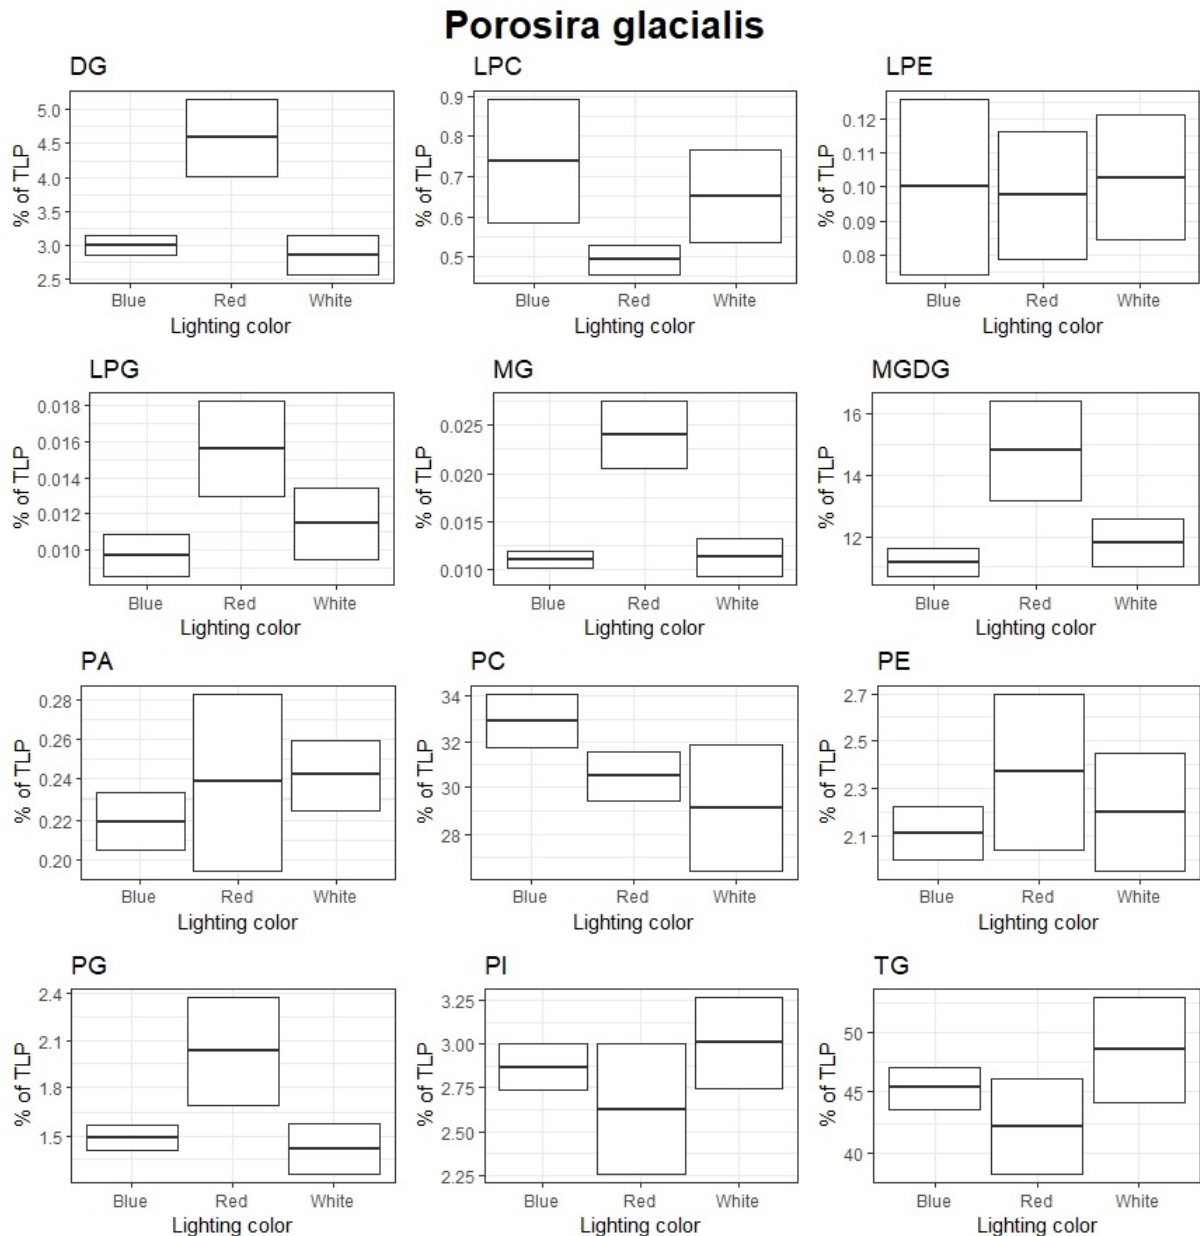 Porosira glacialis
DG
LPC
LPE
% of TLP
5.0
4.5
4.0
3.5
3.0
2.5
Blue
Red
White
Lighting color
% of TLP
0.9
0.8
0.7
0.6
0.5
Blue
Red
White
Lighting color
% of TLP
0.12
0.11
0.10
0.09
0.08
Blue
Red
White
Lighting color
LPG
MG
MGDG
% of TLP
0.018
0.016
0.014
0.012
0.010
Blue
Red
White
Lighting color
% of TLP
0.025
0.020
0.015
0.010
Blue
Red
White
Lighting color
% of TLP
16
14
12
Blue
Red
White
Lighting color
PA
PC
PE
% of TLP
0.28
0.26
0.24
0.22
0.20
Blue
Red
White
Lighting color
% of TLP
34
32
30
28
Blue
Red
White
Lighting color
% of TLP
2.7
2.5
2.3
2.1
Blue
Red
White
Lighting color
PG
PI
TG
% of TLP
2.4
2.1
1.8
1.5
Blue
Red
White
Lighting color
% of TLP
3.25
3.00
2.75
2.50
2.25
Blue
Red
White
Lighting color
% of TLP
50
45
40
Blue
Red
White
Lighting color